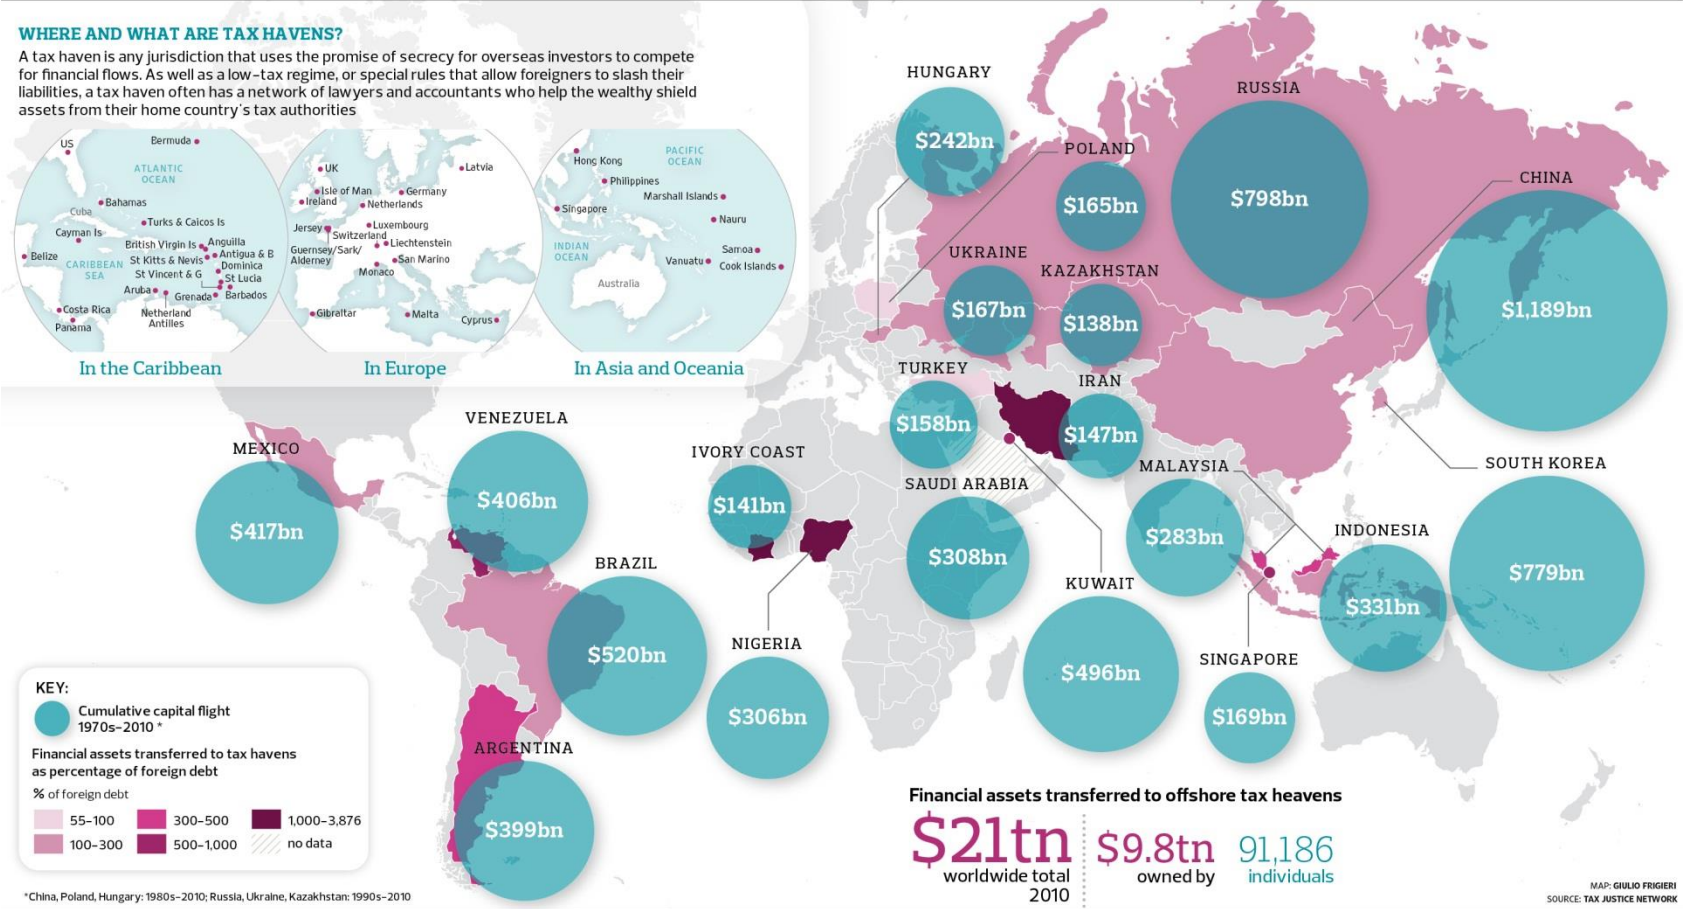 WHERE AND WHAT ARE TAX HAVENS?
A tax haven is any jurisdiction that uses the promise of secrecy for overseas investors to compete
for financial flows. As well as a low-tax regime, or special rules that allow foreigners to slash their
liabilities, a tax haven often has a network of lawyers and accountants who help the wealthy shield
assets from their home country's tax authorities
US
Bermuda
ATLANTIC
OCEAN
Bahamas
Cuba
Turks & Caicos Is
Cayman Is
British Virgin Is
Anguilla
Belize
St Kitts & Nevis
Antigua & B
CARIBBEAN
SEA
Dominica
St Vincent & G
St Lucia
Aruba
Grenada
Barbados
Costa Rica
Netherland
Antilles
Panama
In the Caribbean
UK
Latvia
Isle of Man
Germany
Ireland
Netherlands
Jersey
Luxembourg
Switzerland
Liechtenstein
Guernsey/Sark/
Alderney
San Marino
Monaco
Gibraltar
Malta
Cyprus
In Europe
Hong Kong
PACIFIC
OCEAN
Philippines
Marshall Islands
Singapore
Nauru
INDIAN
OCEAN
Samoa
Vanuatu
Cook Islands
Australia
In Asia and Oceania
HUNGARY
$242bn
POLAND
$165bn
RUSSIA
$798bn
CHINA
$1,189bn
UKRAINE
$167bn
KAZAKHSTAN
$138bn
TURKEY
$158bn
IRAN
$147bn
MEXICO
$417bn
VENEZUELA
$406bn
IVORY COAST
$141bn
SAUDI ARABIA
$308bn
MALAYSIA
$283bn
SOUTH KOREA
$779bn
INDONESIA
$331bn
BRAZIL
$520bn
NIGERIA
$306bn
KUWAIT
$496bn
SINGAPORE
$169bn
ARGENTINA
$399bn
KEY:
Cumulative capital flight
1970s-2010 *
Financial assets transferred to tax havens
as percentage of foreign debt
% of foreign debt
55-100
300-500
1,000-3,876
100-300
500-1,000
no data
*China, Poland, Hungary: 1980s-2010; Russia, Ukraine, Kazakhstan: 1990s-2010
Financial assets transferred to offshore tax heavens
$21tn
worldwide total
2010
$9.8tn
owned by
91,186
individuals
MAP: GIULIO FRIGIERI
SOURCE: TAX JUSTICE NETWORK